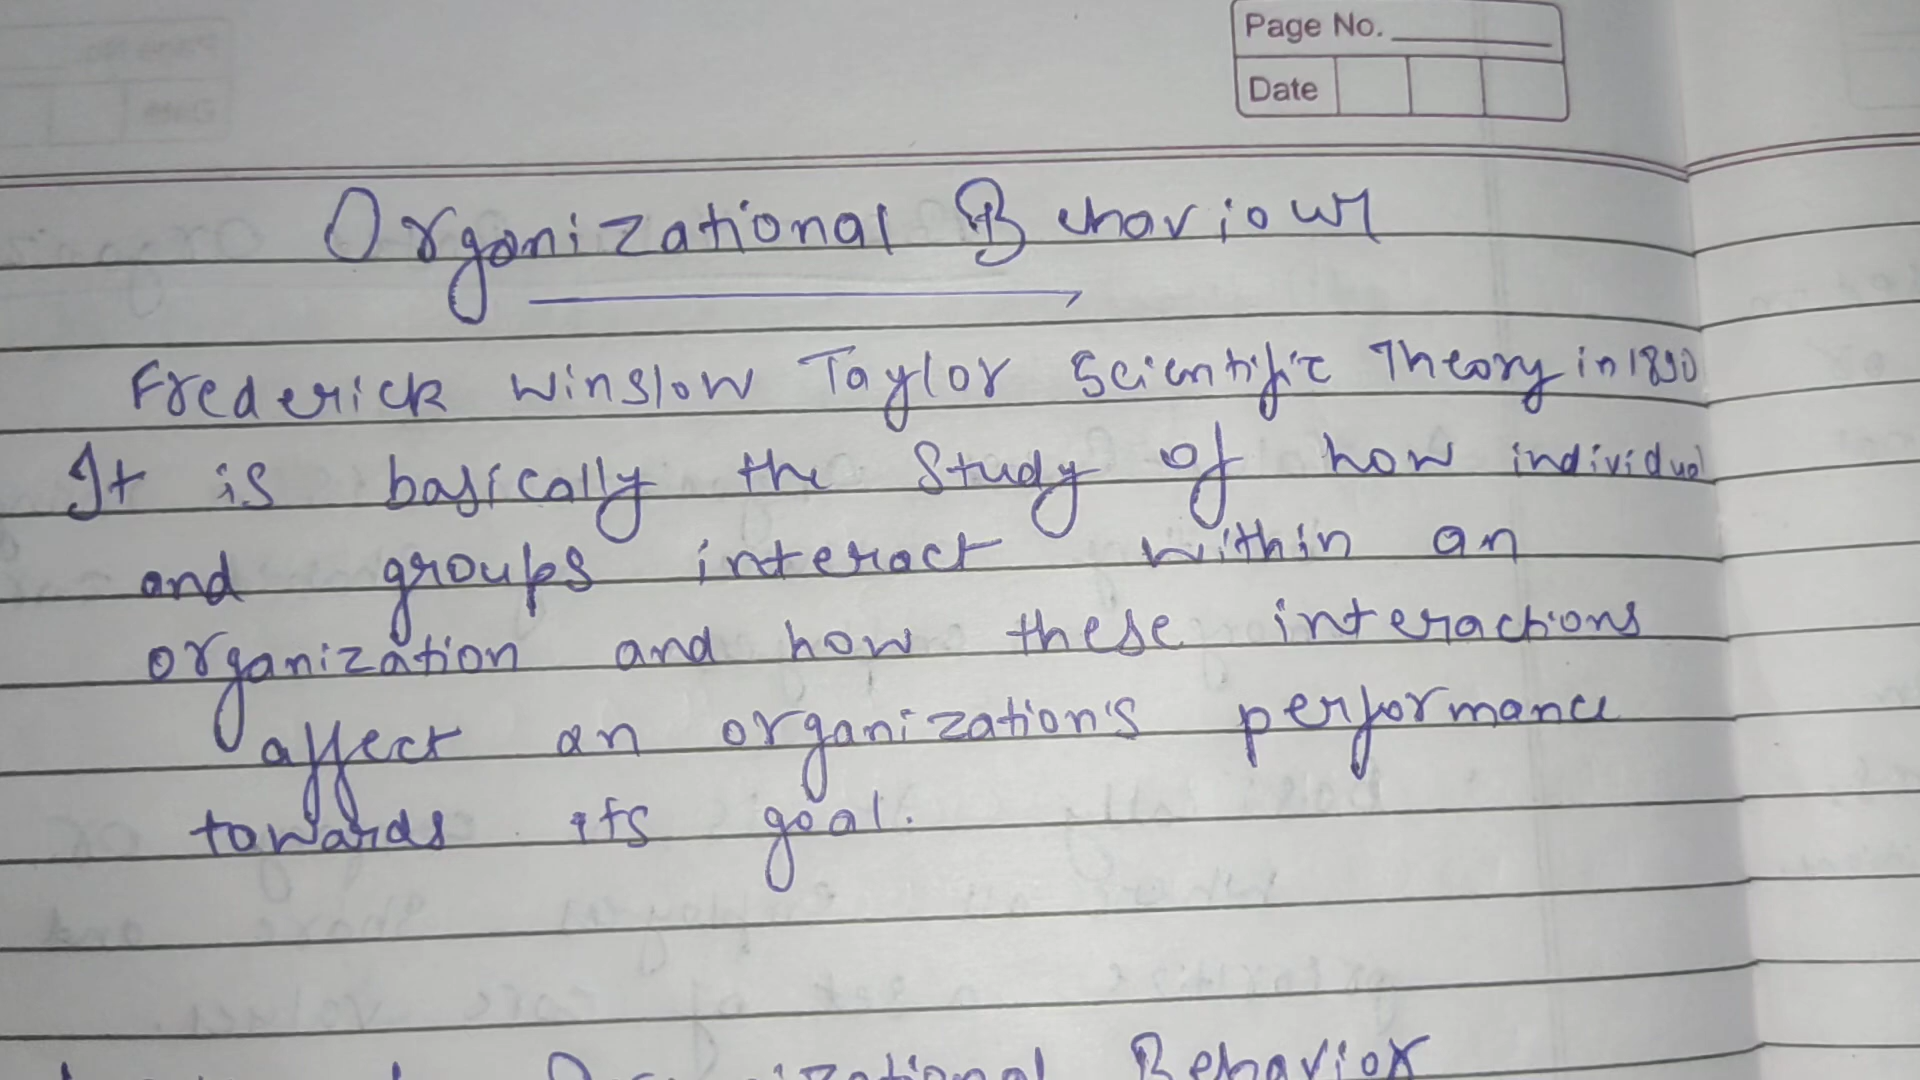 Page No.
Date
Organizational Behaviour
Frederick Winslow Taylor Scientific Theory in 1890
It is basically the study of how individual
and groups interact within an
organization and how these interactions
affect an organization's performance
towards its goal.
Organizational Behavior